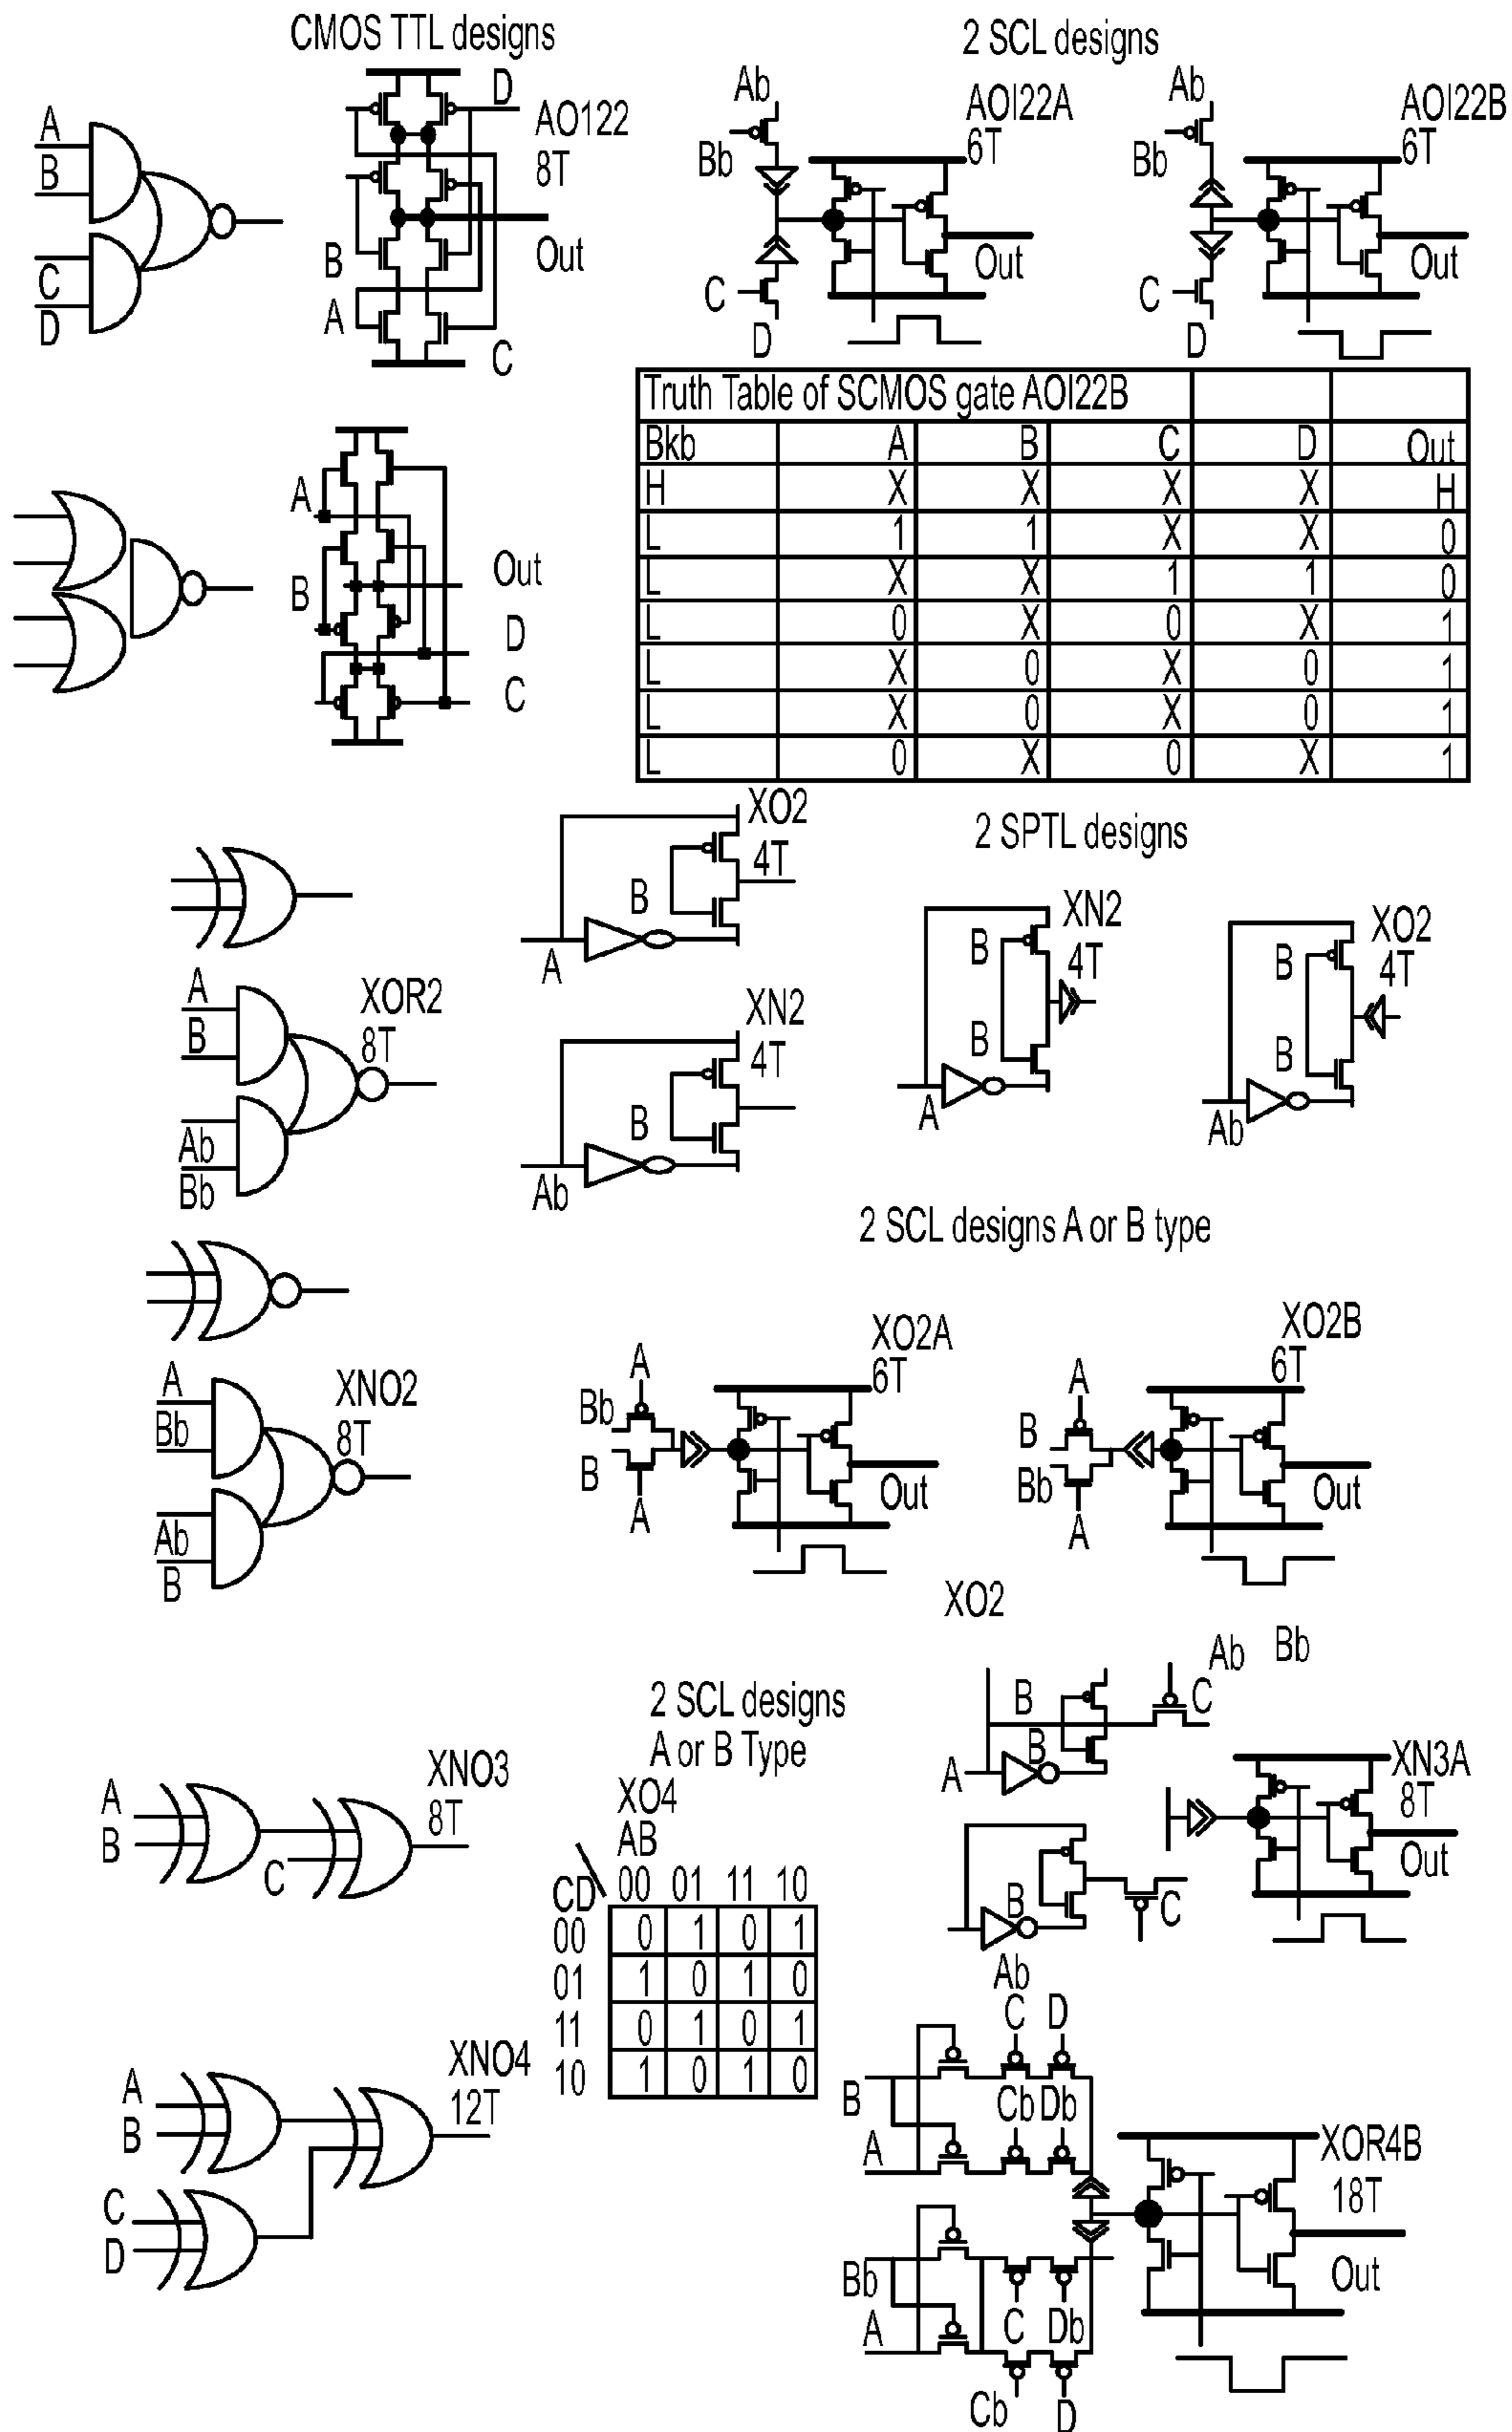 CMOS TTL designs
2 SCL designs
A
B
C
D
D
AO122
8T
B
Out
A
C
Ab
Bb
AOI22A
6T
C
Out
D
Ab
Bb
AOI22B
6T
C
Out
D
Truth Table of SCMOS gate AOI22B
Bkb A B C D Out
H X X X X H
L 1 1 X X 0
L X X 1 1 0
L 0 X 0 X 1
L X 0 X 0 1
L X 0 X 0 1
L 0 X 0 X 1
A
Out
B
D
C
XO2
4T
B
A
2 SPTL designs
XN2
4T
B
B
A
XO2
4T
B
B
Ab
A
B
XOR2
8T
Ab
Bb
XN2
4T
B
Ab
2 SCL designs A or B type
A
Bb
XNO2
8T
Ab
B
XO2A
6T
A
Bb
B
A
Out
XO2B
6T
A
B
Bb
A
Out
XO2
Ab
Bb
B
C
B
A
2 SCL designs
A or B Type
XNO3
8T
A
B
C
XO4
AB
CD 00 01 11 10
00 0 1 0 1
01 1 0 1 0
11 0 1 0 1
10 1 0 1 0
XN3A
8T
Out
B
C
Ab
XNO4
12T
A
B
C
D
C D
B
Cb Db
A
XOR4B
18T
Bb
Out
C Db
A
Cb D